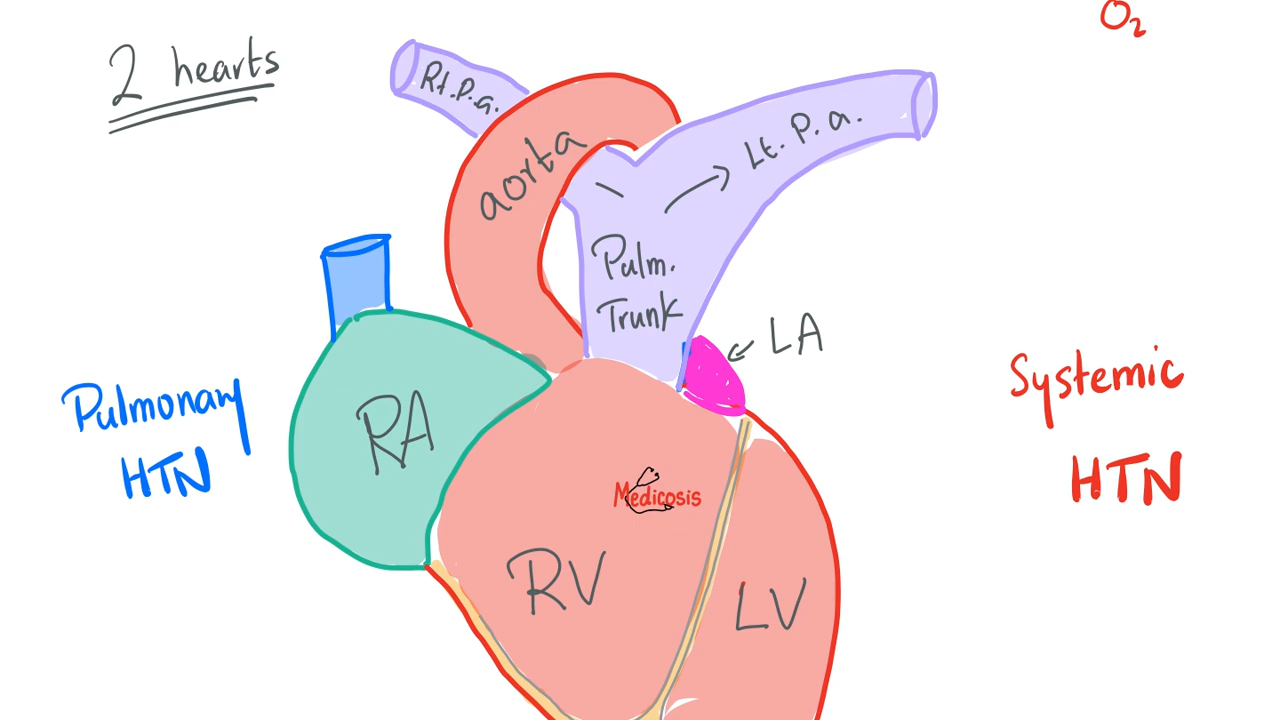 O2
2 hearts
Rt.P.a.
aorta
Lt. P. a.
Pulm.
Trunk
LA
Pulmonary
HTN
RA
Systemic
HTN
Medicosis
RV
LV